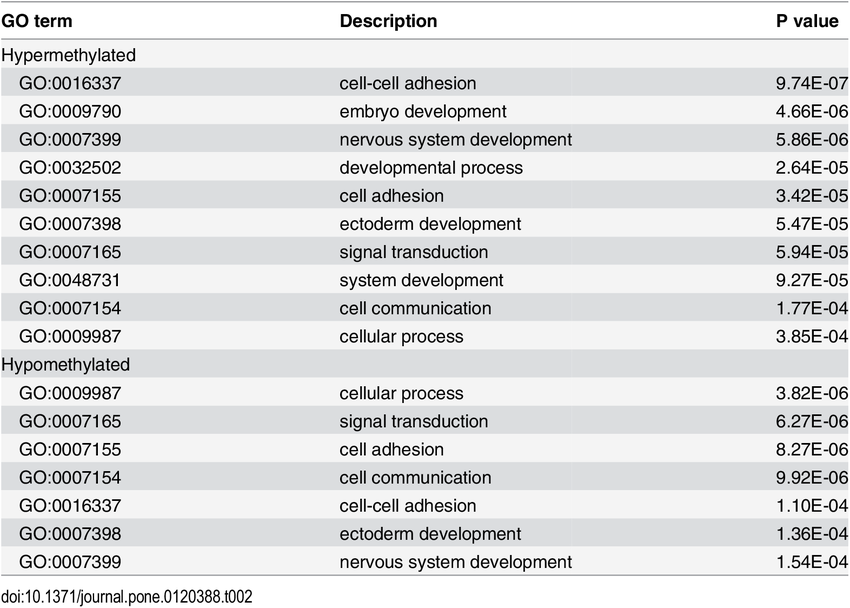 GO term Description P value
Hypermethylated
GO:0016337 cell-cell adhesion 9.74E-07
GO:0009790 embryo development 4.66E-06
GO:0007399 nervous system development 5.86E-06
GO:0032502 developmental process 2.64E-05
GO:0007155 cell adhesion 3.42E-05
GO:0007398 ectoderm development 5.47E-05
GO:0007165 signal transduction 5.94E-05
GO:0048731 system development 9.27E-05
GO:0007154 cell communication 1.77E-04
GO:0009987 cellular process 3.85E-04
Hypomethylated
GO:0009987 cellular process 3.82E-06
GO:0007165 signal transduction 6.27E-06
GO:0007155 cell adhesion 8.27E-06
GO:0007154 cell communication 9.92E-06
GO:0016337 cell-cell adhesion 1.10E-04
GO:0007398 ectoderm development 1.36E-04
GO:0007399 nervous system development 1.54E-04
doi:10.1371/journal.pone.0120388.t002